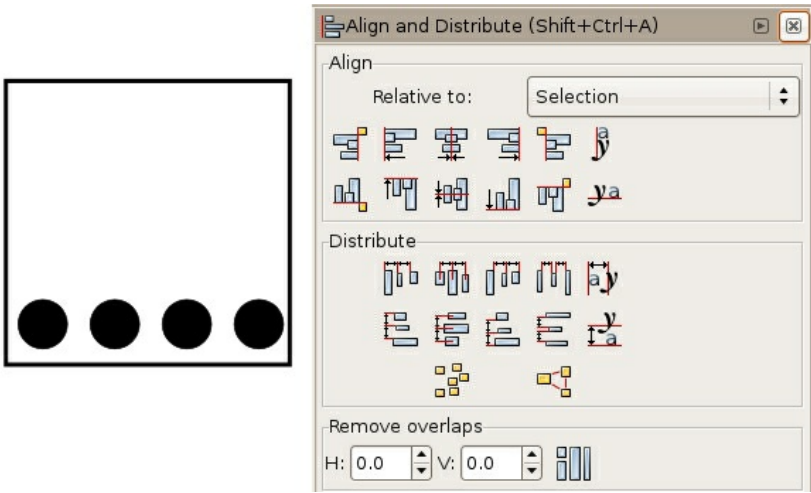 Align and Distribute (Shift+Ctrl+A)
Align
Relative to: Selection
a
y
y a
Distribute
a y
y
a
Remove overlaps
H: 0.0 V: 0.0